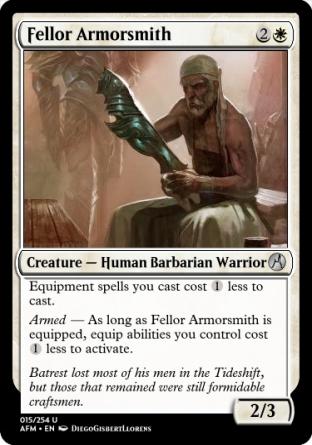 Fellor Armorsmith 2
Creature — Human Barbarian Warrior
Equipment spells you cast cost 1 less to
cast.
Armed — As long as Fellor Armorsmith is
equipped, equip abilities you control cost
1 less to activate.
Batrest lost most of his men in the Tideshift,
but those that remained were still formidable
craftsmen.
2/3
015/254 U
AFM • EN DiegoGisbertLlorens